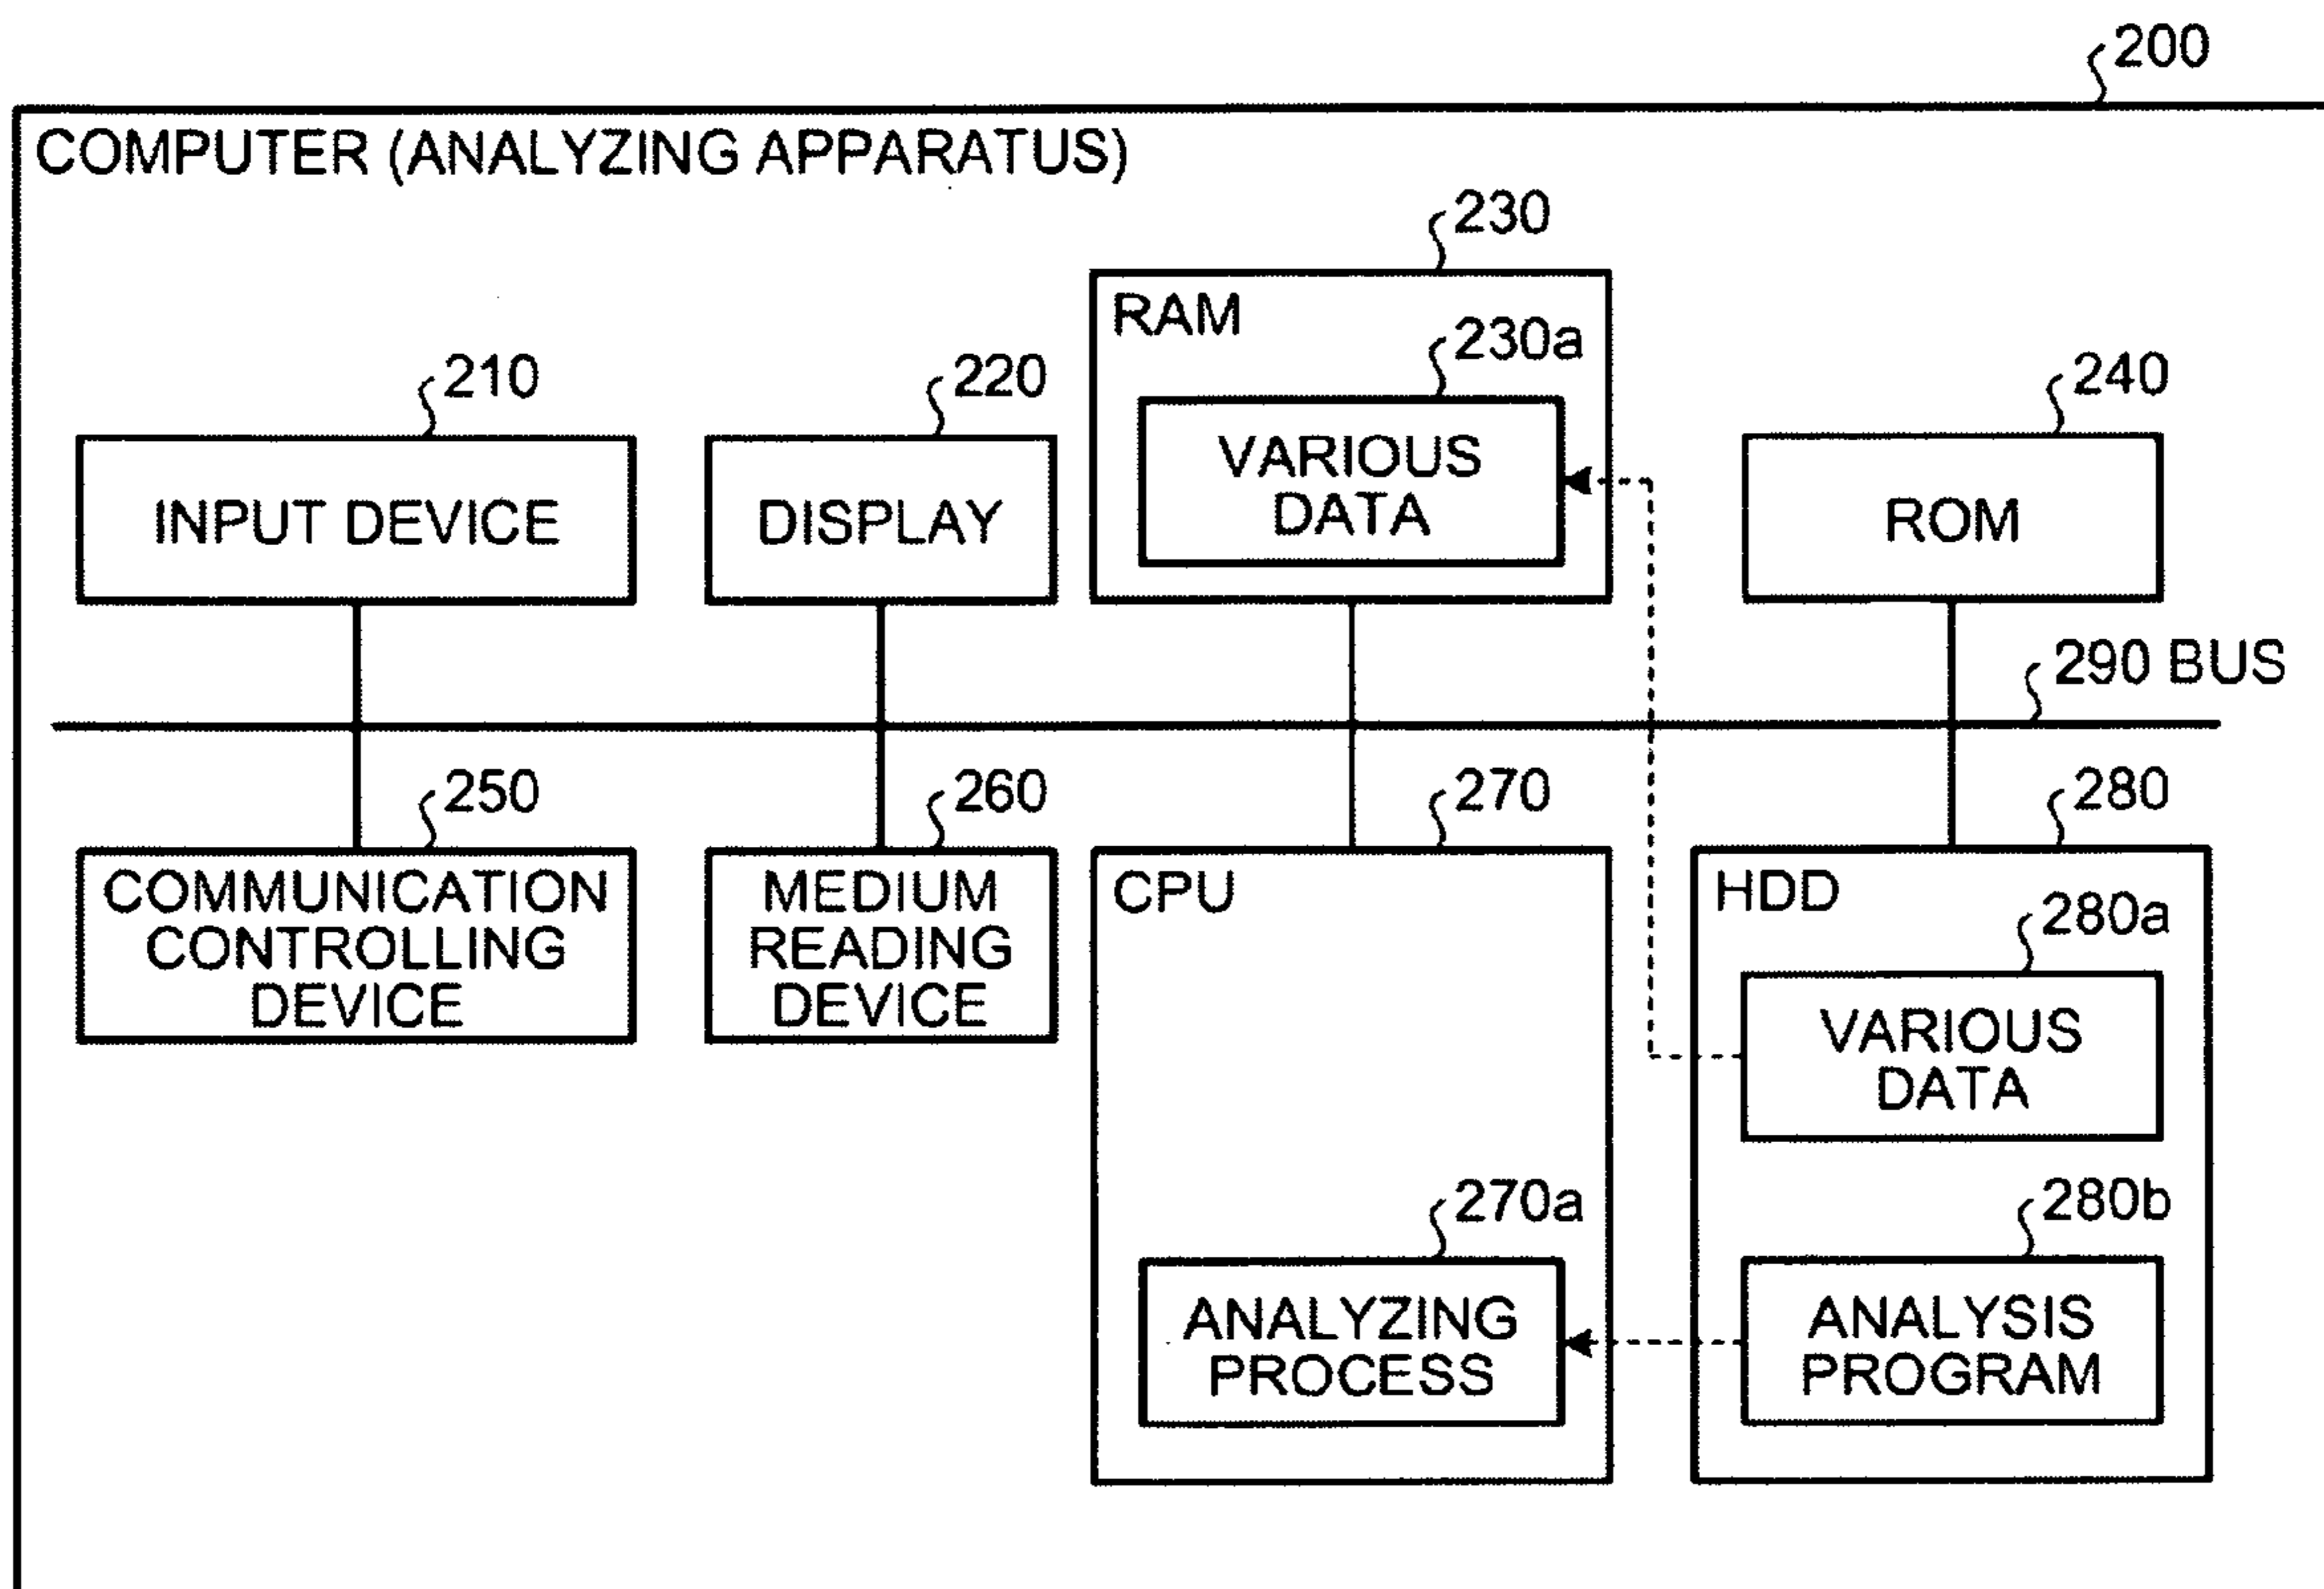 200
COMPUTER (ANALYZING APPARATUS)
230
RAM
230a
VARIOUS
DATA
210
INPUT DEVICE
220
DISPLAY
240
ROM
290 BUS
250
COMMUNICATION
CONTROLLING
DEVICE
260
MEDIUM
READING
DEVICE
270
CPU
270a
ANALYZING
PROCESS
280
HDD
280a
VARIOUS
DATA
280b
ANALYSIS
PROGRAM